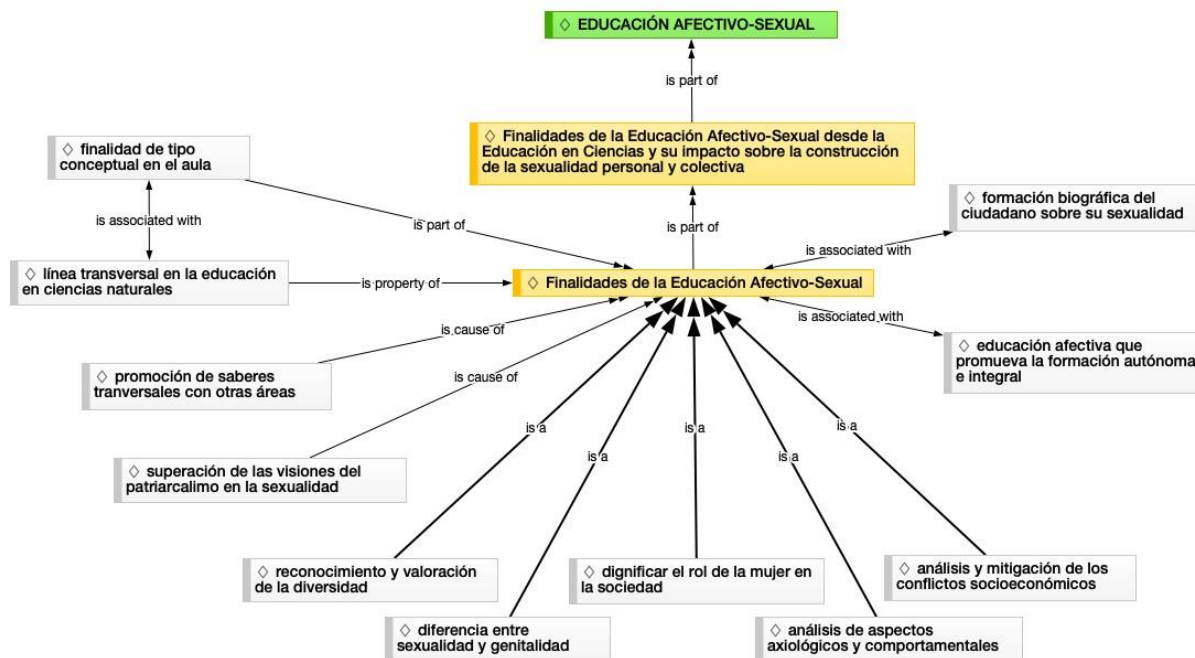 ◇ EDUCACIÓN AFECTIVO-SEXUAL
is part of
◇ Finalidades de la Educación Afectivo-Sexual desde la
Educación en Ciencias y su impacto sobre la construcción
de la sexualidad personal y colectiva
◇ finalidad de tipo
conceptual en el aula
is associated with
is part of
is part of
◇ formación biográfica del
ciudadano sobre su sexualidad
is associated with
◇ línea transversal en la educación
en ciencias naturales
is property of
◇ Finalidades de la Educación Afectivo-Sexual
is associated with
is cause of
◇ educación afectiva que
promueva la formación autónoma
e integral
◇ promoción de saberes
tranversales con otras áreas
is cause of
◇ superación de las visiones del
patriarcalimo en la sexualidad
is a
is a
is a
is a
is a
◇ reconocimiento y valoración
de la diversidad
◇ dignificar el rol de la mujer en
la sociedad
◇ análisis y mitigación de los
conflictos socioeconómicos
◇ diferencia entre
sexualidad y genitalidad
◇ análisis de aspectos
axiológicos y comportamentales